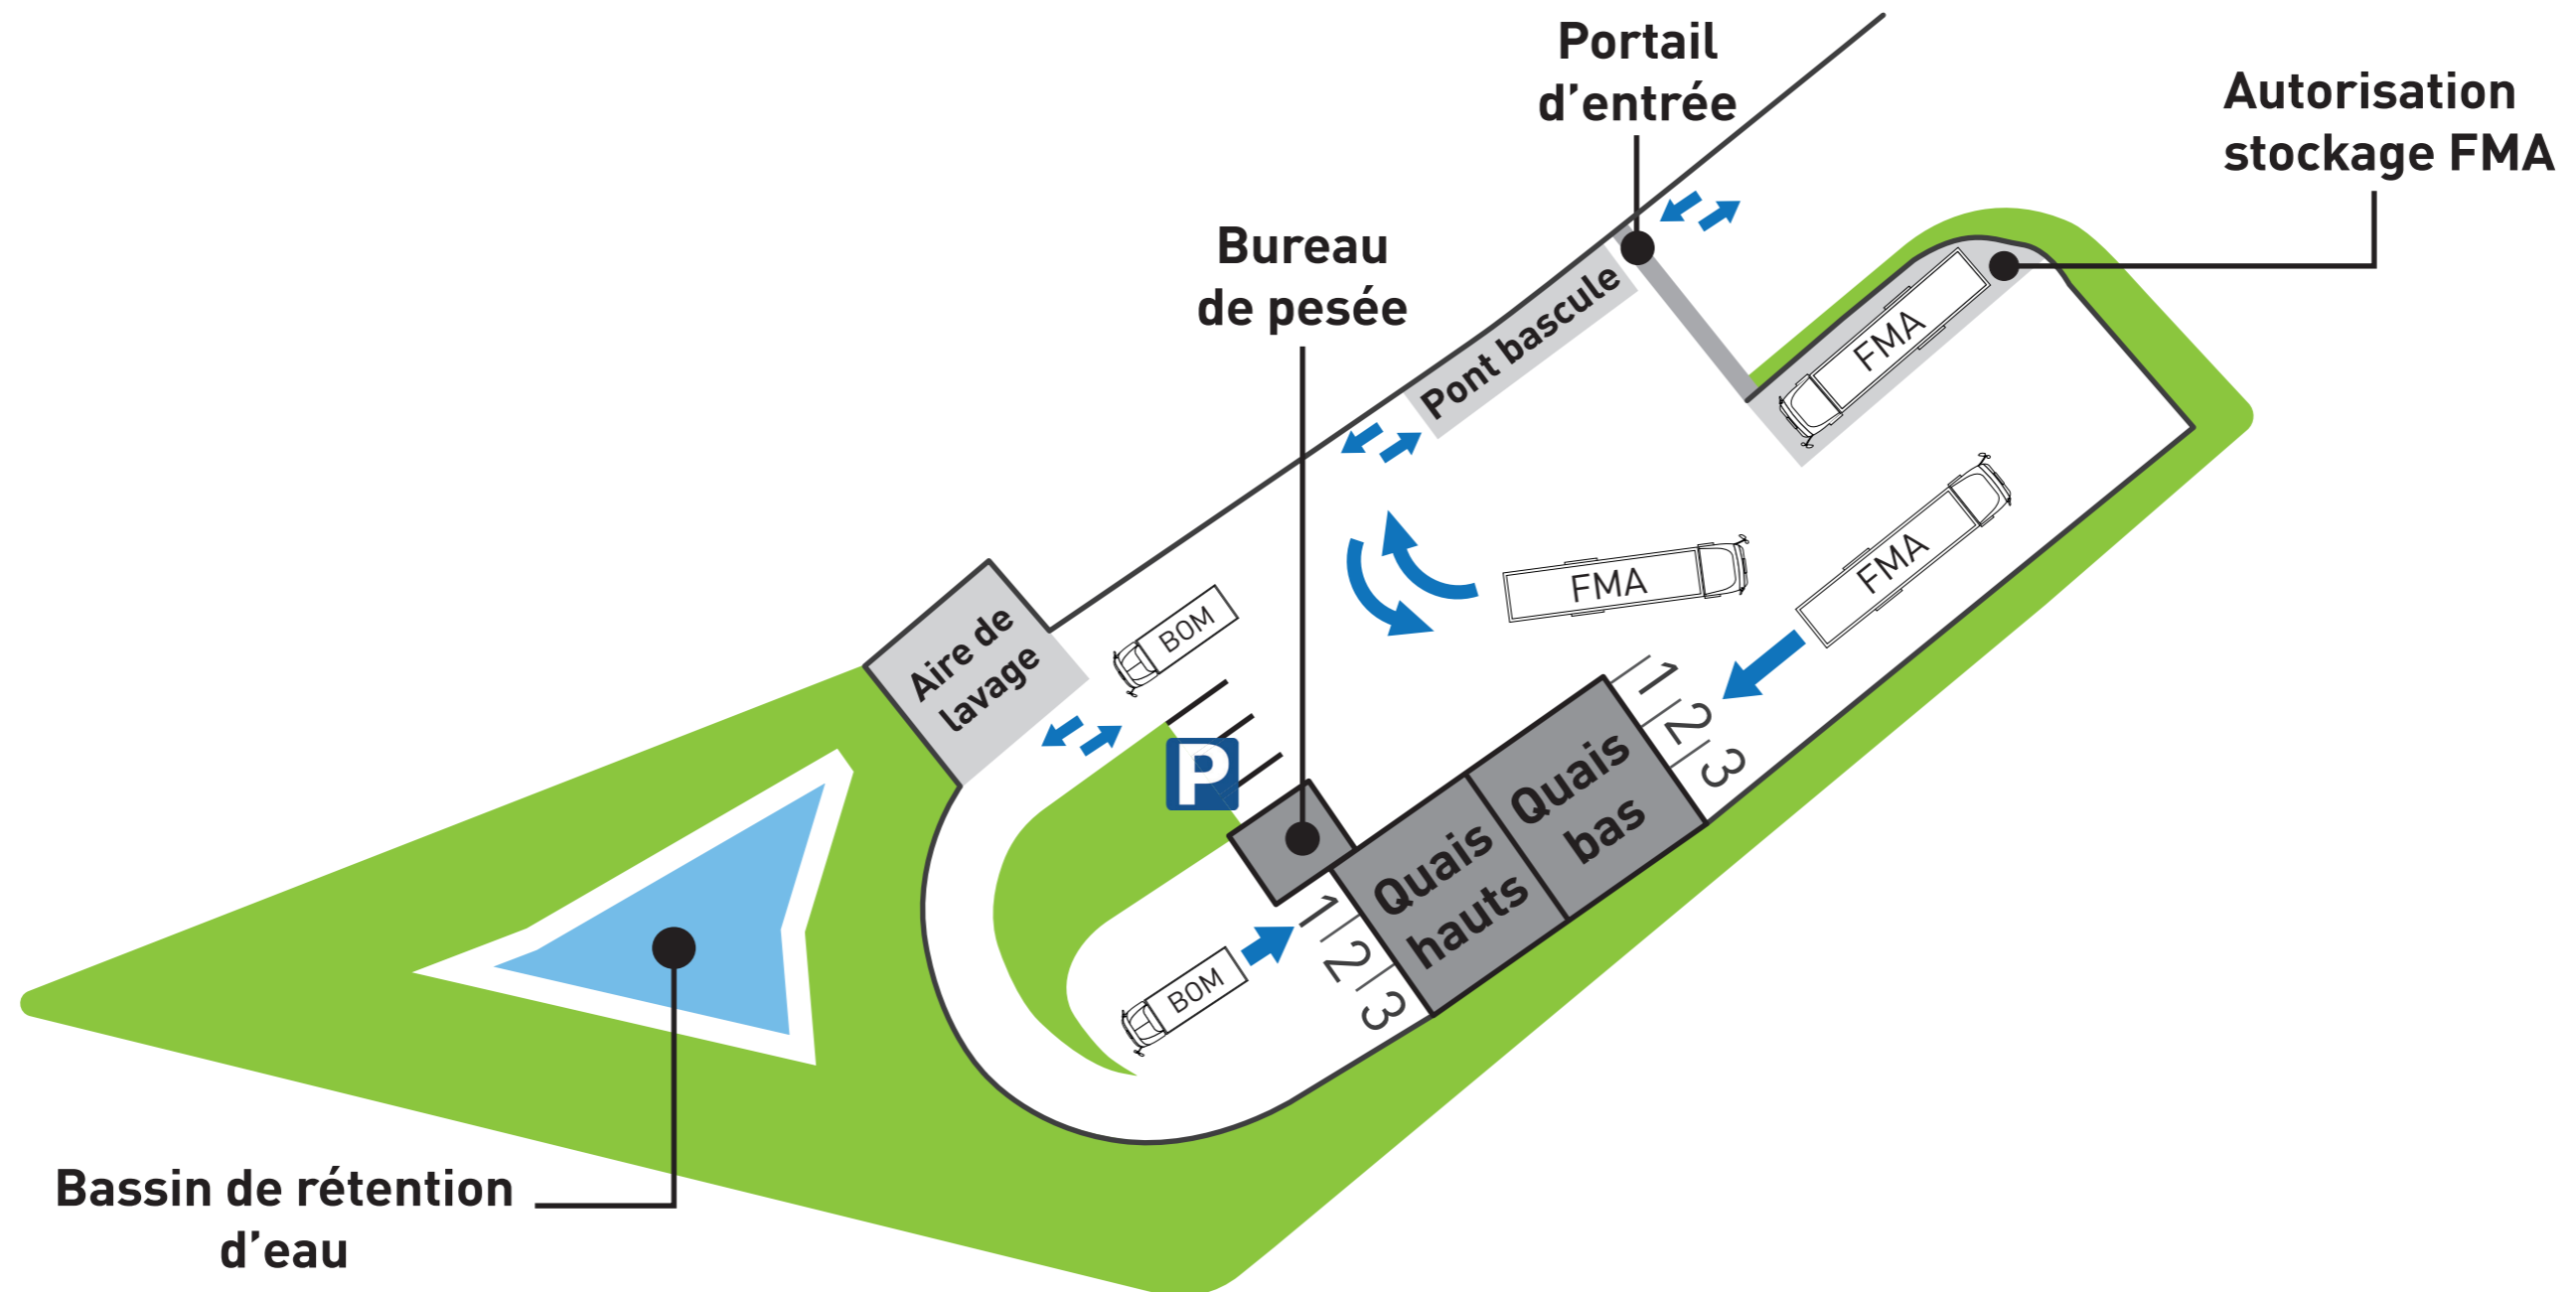 Portail
d’entrée
Autorisation
stockage FMA
Bureau
de pesée
Pont bascule
FMA
FMA
FMA
Aire de
lavage
BOM
P
1
2
3
Quais
bas
Quais
hauts
1
2
3
BOM
Bassin de rétention
d’eau